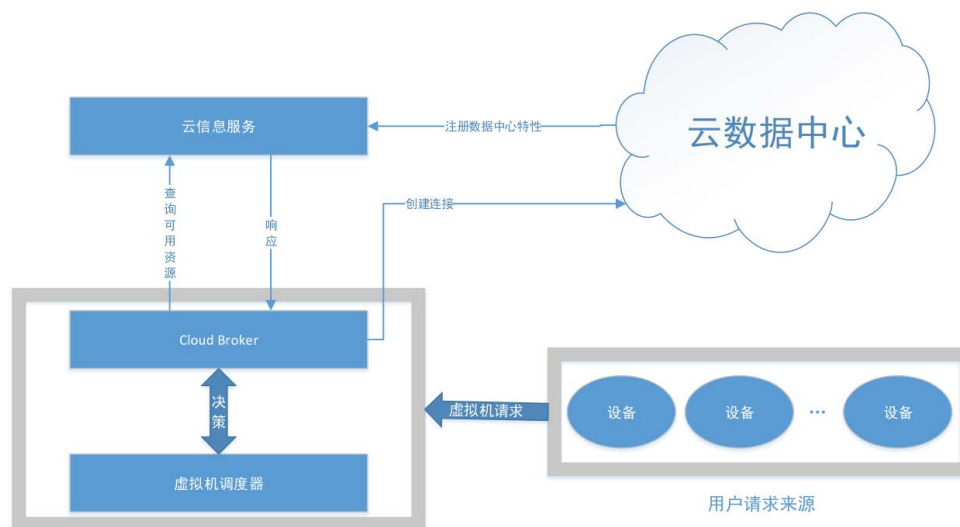 云数据中心
云信息服务
注册数据中心特性
查询可用资源
响应
创建连接
Cloud Broker
决策
虚拟机调度器
虚拟机请求
设备
设备
...
设备
用户请求来源